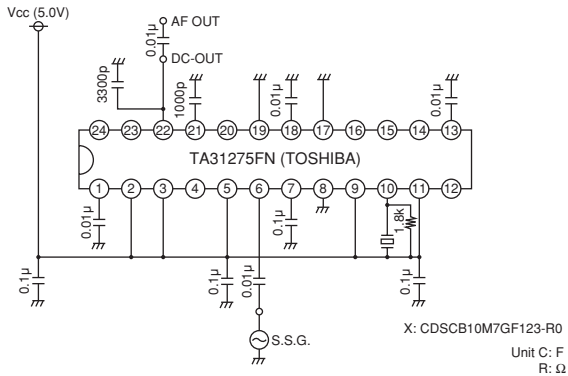 Vcc (5.0V)
AF OUT
0.01µ
DC-OUT
3300p
1000p
0.01µ
0.01µ
24 23 22 21 20 19 18 17 16 15 14 13
TA31275FN (TOSHIBA)
1 2 3 4 5 6 7 8 9 10 11 12
0.01µ
0.1µ
1.8k
0.1µ
0.1µ
0.01µ
0.1µ
S.S.G.
X: CDSCB10M7GF123-R0
Unit C: F
R: Ω